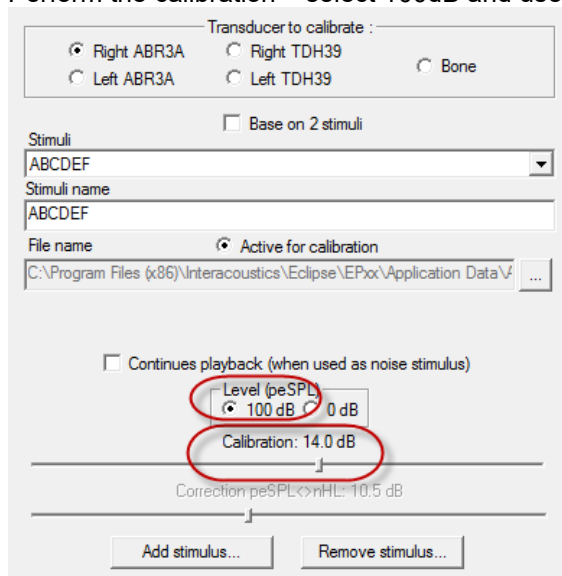 Perform the calibration – select 100dB and use
Transducer to calibrate :
Right ABR3A Right TDH39
Bone
Left ABR3A Left TDH39
Base on 2 stimuli
Stimuli
ABCDEF
Stimuli name
ABCDEF
File name Active for calibration
C:\Program Files (x86)\Interacoustics\Eclipse\EPxx\Application Data\A ...
Continues playback (when used as noise stimulus)
Level (peSPL)
100 dB 0 dB
Calibration: 14.0 dB
Correction peSPL<>nHL: 10.5 dB
Add stimulus... Remove stimulus...